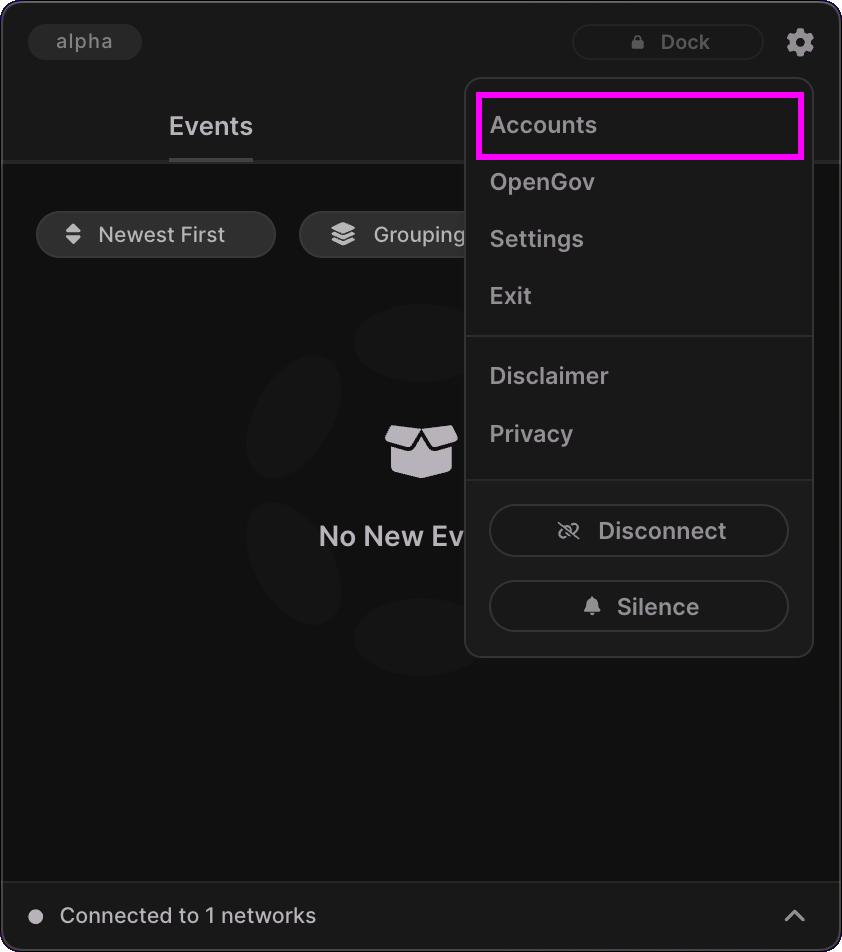 alpha
Dock
Events
Accounts
OpenGov
Newest First
Grouping
Settings
Exit
Disclaimer
Privacy
No New Ev
Disconnect
Silence
Connected to 1 networks